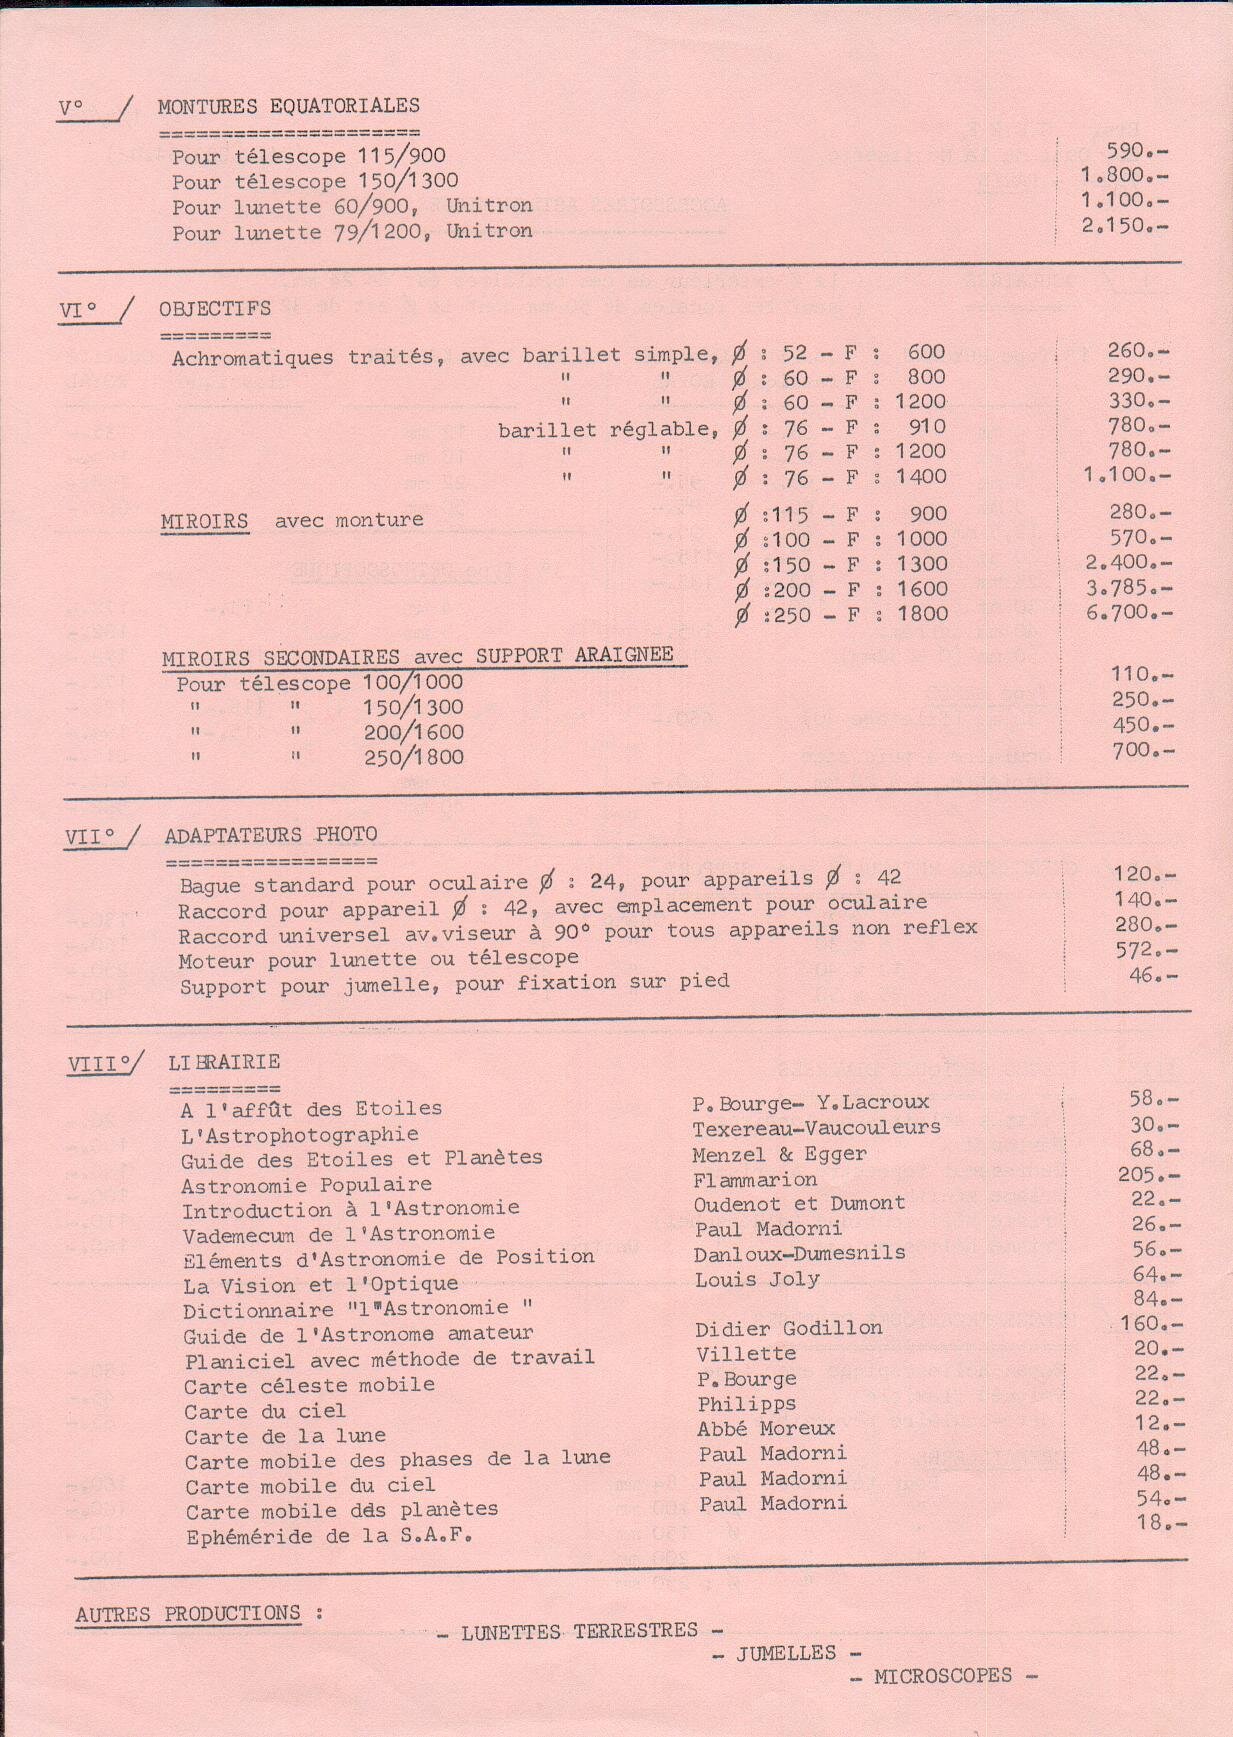 V° / MONTURES EQUATORIALES
=====================
Pour télescope 115/900 590.-
Pour télescope 150/1300 1.800.-
Pour lunette 60/900, Unitron 1.100.-
Pour lunette 79/1200, Unitron 2.150.-
VI° / OBJECTIFS
=========
Achromatiques traités, avec barillet simple, Ø : 52 - F : 600 260.-
" " Ø : 60 - F : 800 290.-
" " Ø : 60 - F : 1200 330.-
barillet réglable, Ø : 76 - F : 910 780.-
" " Ø : 76 - F : 1200 780.-
" " Ø : 76 - F : 1400 1.100.-
MIROIRS avec monture Ø :115 - F : 900 280.-
Ø :100 - F : 1000 570.-
Ø :150 - F : 1300 2.400.-
Ø :200 - F : 1600 3.785.-
Ø :250 - F : 1800 6.700.-
MIROIRS SECONDAIRES avec SUPPORT ARAIGNEE
Pour télescope 100/1000 110.-
" " 150/1300 250.-
" " 200/1600 450.-
" " 250/1800 700.-
VII° / ADAPTATEURS PHOTO
=================
Bague standard pour oculaire Ø : 24, pour appareils Ø : 42 120.-
Raccord pour appareil Ø : 42, avec emplacement pour oculaire 140.-
Raccord universel av.viseur à 90° pour tous appareils non reflex 280.-
Moteur pour lunette ou télescope 572.-
Support pour jumelle, pour fixation sur pied 46.-
VIII°/ LIBRAIRIE
=========
A l'affût des Etoiles P.Bourge- Y.Lacroux 58.-
L'Astrophotographie Texereau-Vaucouleurs 30.-
Guide des Etoiles et Planètes Menzel & Egger 68.-
Astronomie Populaire Flammarion 205.-
Introduction à l'Astronomie Oudenot et Dumont 22.-
Vademecum de l'Astronomie Paul Madorni 26.-
Eléments d'Astronomie de Position Danloux-Dumesnils 56.-
La Vision et l'Optique Louis Joly 64.-
Dictionnaire "l'"Astronomie " 84.-
Guide de l'Astronome amateur Didier Godillon 160.-
Planiciel avec méthode de travail Villette 20.-
Carte céleste mobile P.Bourge 22.-
Carte du ciel Philipps 22.-
Carte de la lune Abbé Moreux 12.-
Carte mobile des phases de la lune Paul Madorni 48.-
Carte mobile du ciel Paul Madorni 48.-
Carte mobile des planètes Paul Madorni 54.-
Ephéméride de la S.A.F. 18.-
AUTRES PRODUCTIONS :
- LUNETTES TERRESTRES -
- JUMELLES -
- MICROSCOPES -